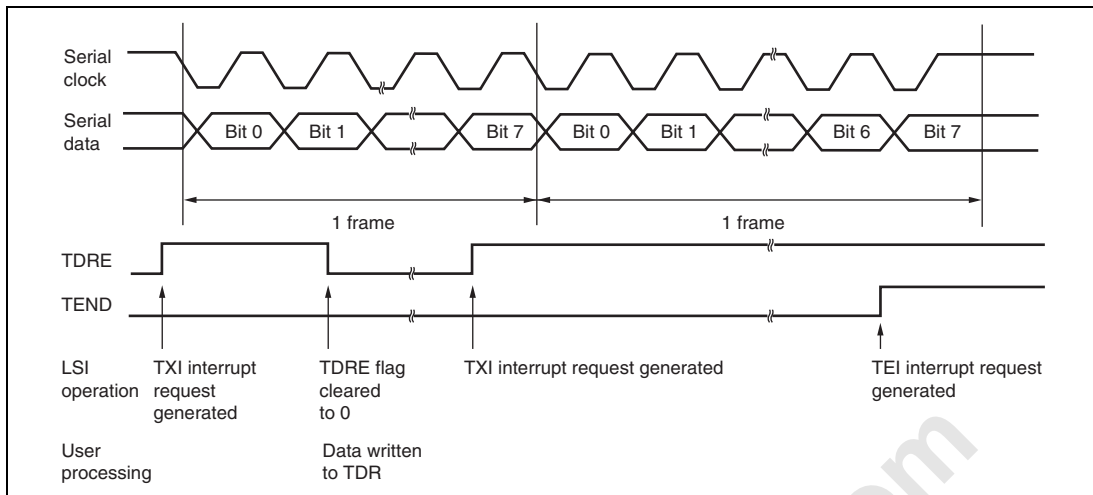 Serial
clock
Serial
data
Bit 0 Bit 1 Bit 7 Bit 0 Bit 1 Bit 6 Bit 7
1 frame 1 frame
TDRE
TEND
LSI
operation
TXI interrupt
request
generated
TDRE flag
cleared
to 0
TXI interrupt request generated
TEI interrupt request
generated
User
processing
Data written
to TDR
om